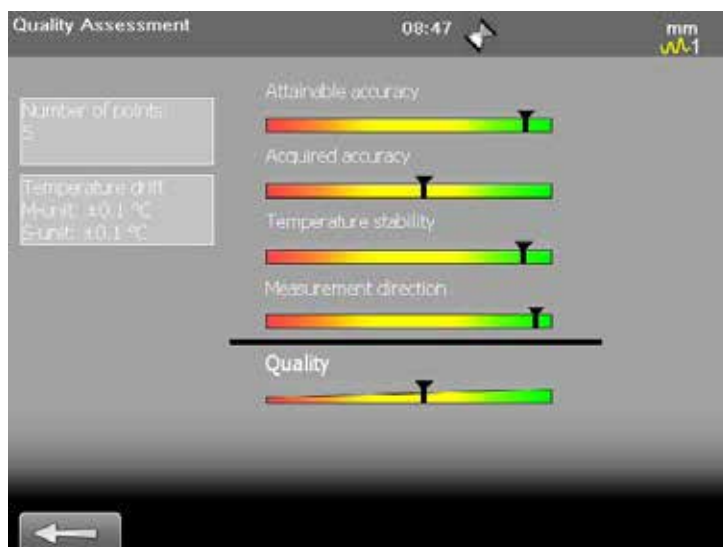 Quality Assessment
08:47
mm
1
Number of points:
5
Temperature drift
M-unit: ±0.1 °C
S-unit: ±0.1 °C
Attainable accuracy
Acquired accuracy
Temperature stability
Measurement direction
Quality